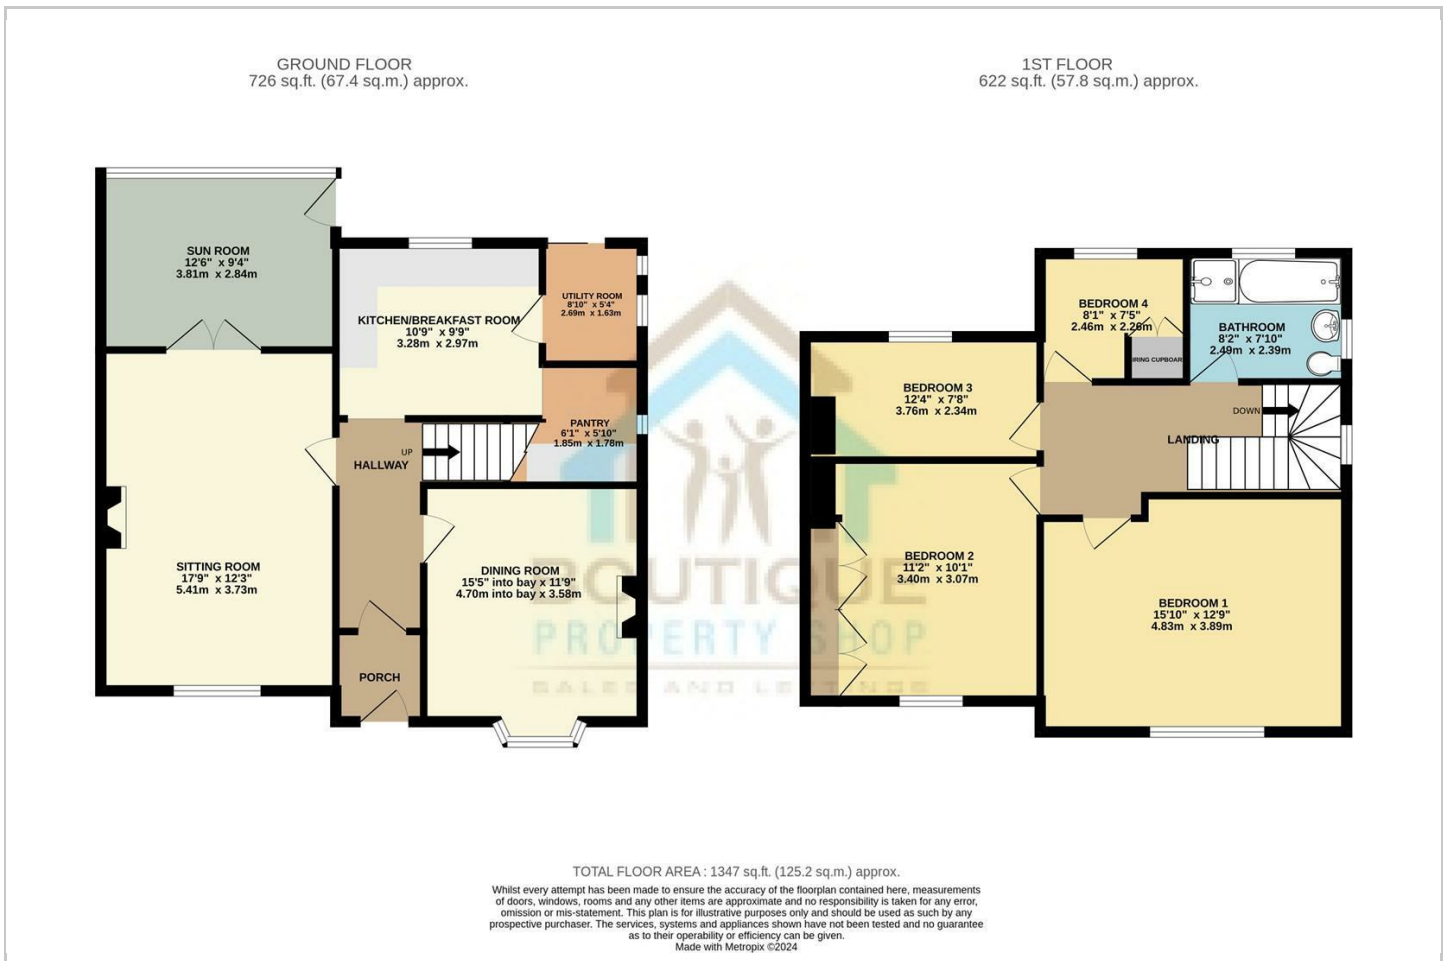 GROUND FLOOR
726 sq.ft. (67.4 sq.m.) approx.
SUN ROOM
12'6" x 9'4"
3.81m x 2.84m
KITCHEN/BREAKFAST ROOM
10'9" x 9'9"
3.28m x 2.97m
UTILITY ROOM
8'10" x 5'4"
2.69m x 1.63m
PANTRY
6'1" x 5'10"
1.85m x 1.78m
UP
HALLWAY
SITTING ROOM
17'9" x 12'3"
5.41m x 3.73m
DINING ROOM
15'5" into bay x 11'9"
4.70m into bay x 3.58m
PORCH
1ST FLOOR
622 sq.ft. (57.8 sq.m.) approx.
BEDROOM 4
8'1" x 7'5"
2.46m x 2.26m
IRING CUPBOAR
BATHROOM
8'2" x 7'10"
2.49m x 2.39m
BEDROOM 3
12'4" x 7'8"
3.76m x 2.34m
DOWN
LANDING
BEDROOM 2
11'2" x 10'1"
3.40m x 3.07m
BEDROOM 1
15'10" x 12'9"
4.83m x 3.89m
BOUTIQUE
PROPERTY SHOP
SALES AND LETTINGS
TOTAL FLOOR AREA : 1347 sq.ft. (125.2 sq.m.) approx.
Whilst every attempt has been made to ensure the accuracy of the floorplan contained here, measurements
of doors, windows, rooms and any other items are approximate and no responsibility is taken for any error,
omission or mis-statement. This plan is for illustrative purposes only and should be used as such by any
prospective purchaser. The services, systems and appliances shown have not been tested and no guarantee
as to their operability or efficiency can be given.
Made with Metropix ©2024